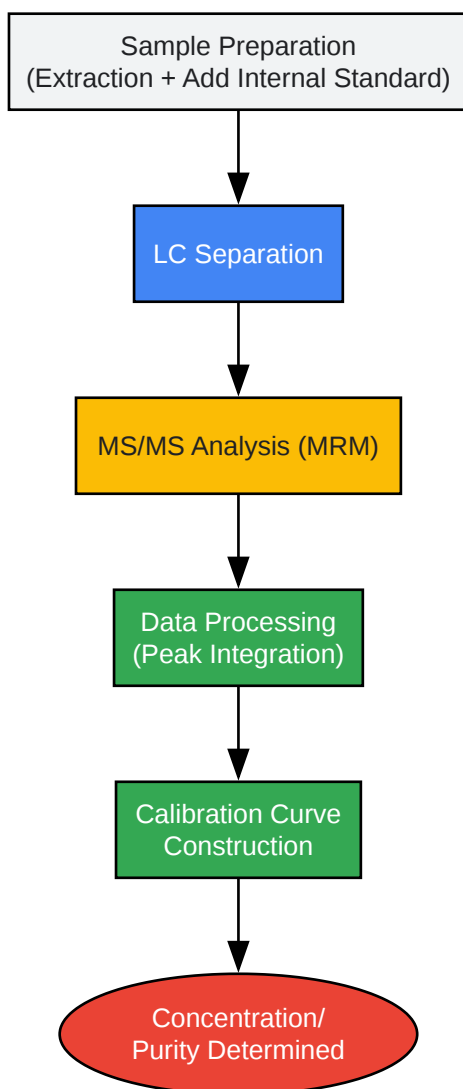 Sample Preparation
(Extraction + Add Internal Standard)
LC Separation
MS/MS Analysis (MRM)
Data Processing
(Peak Integration)
Calibration Curve
Construction
Concentration/
Purity Determined